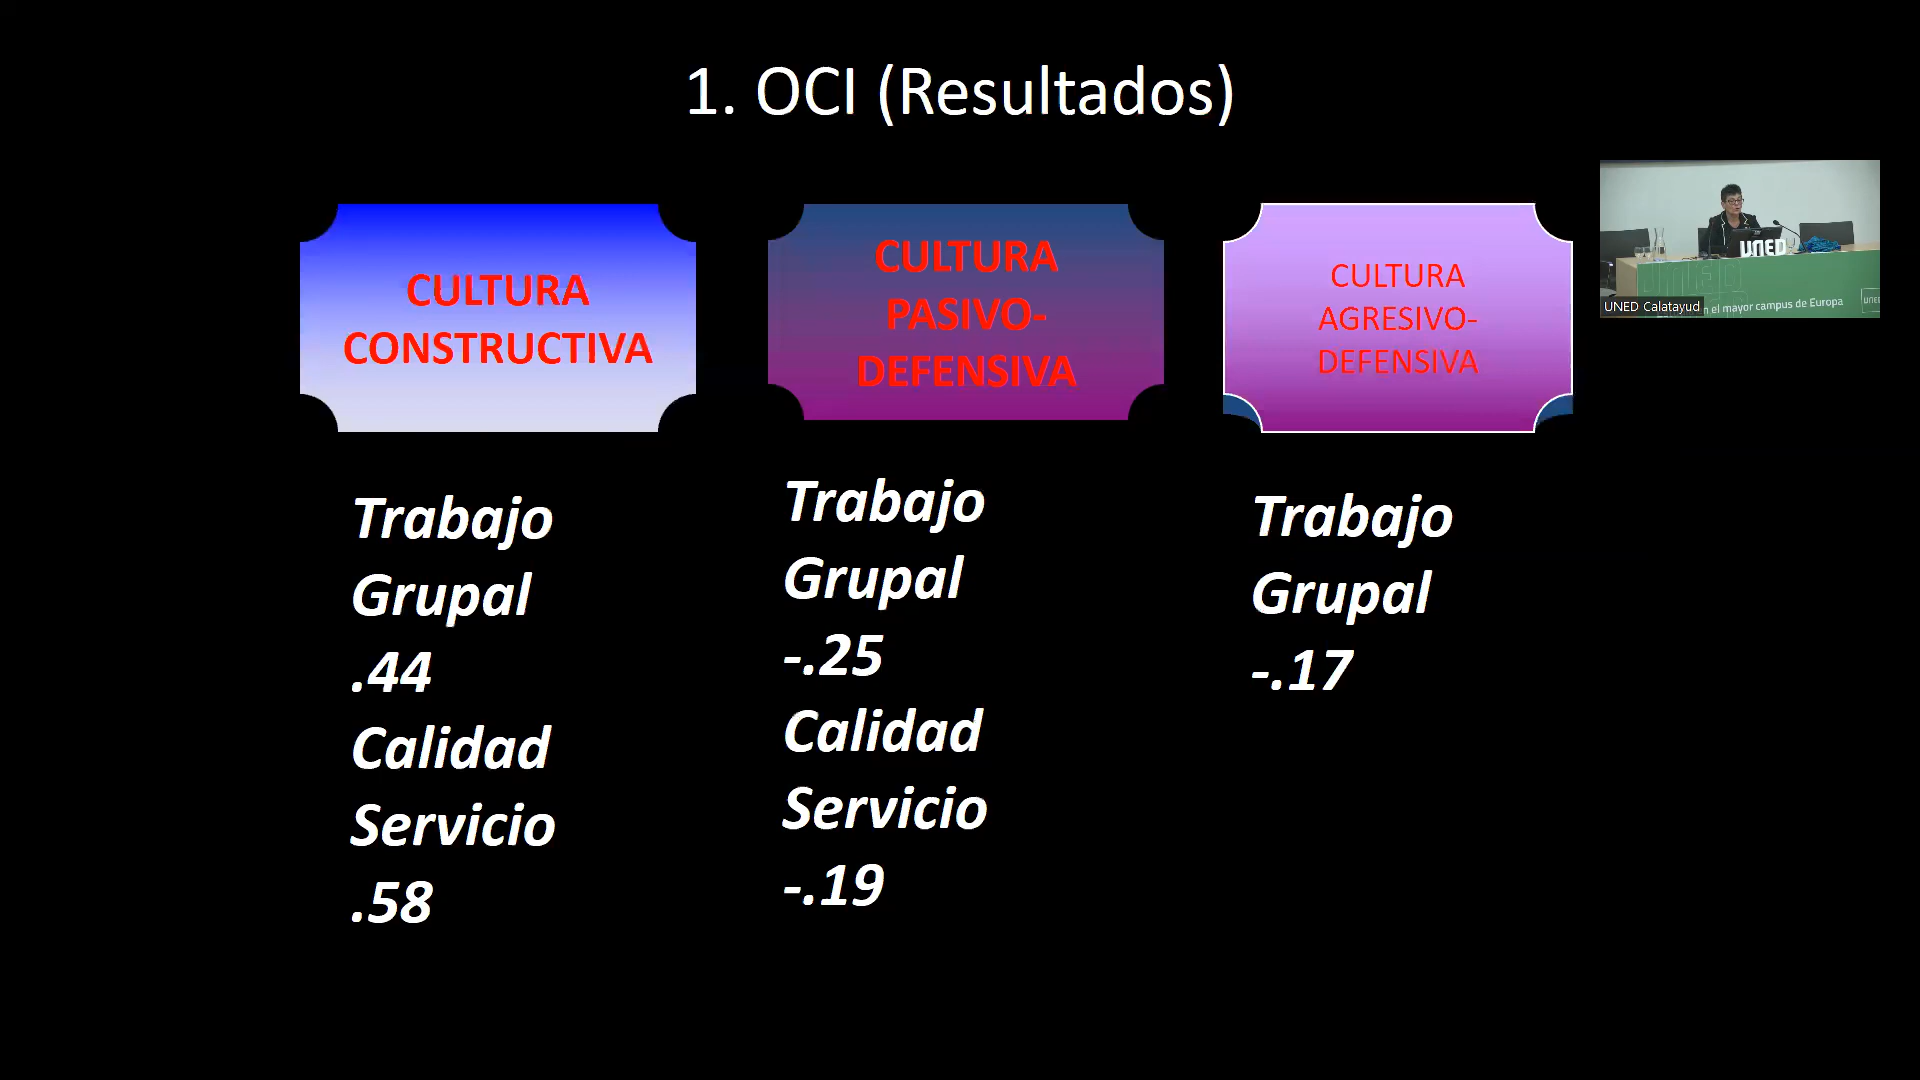 1. OCI (Resultados)
CULTURA
CONSTRUCTIVA
CULTURA
PASIVO-
DEFENSIVA
CULTURA
AGRESIVO-
DEFENSIVA
Trabajo
Grupal
.44
Calidad
Servicio
.58
Trabajo
Grupal
-.25
Calidad
Servicio
-.19
Trabajo
Grupal
-.17
UNED
UNED Calatayud
n el mayor campus de Europa